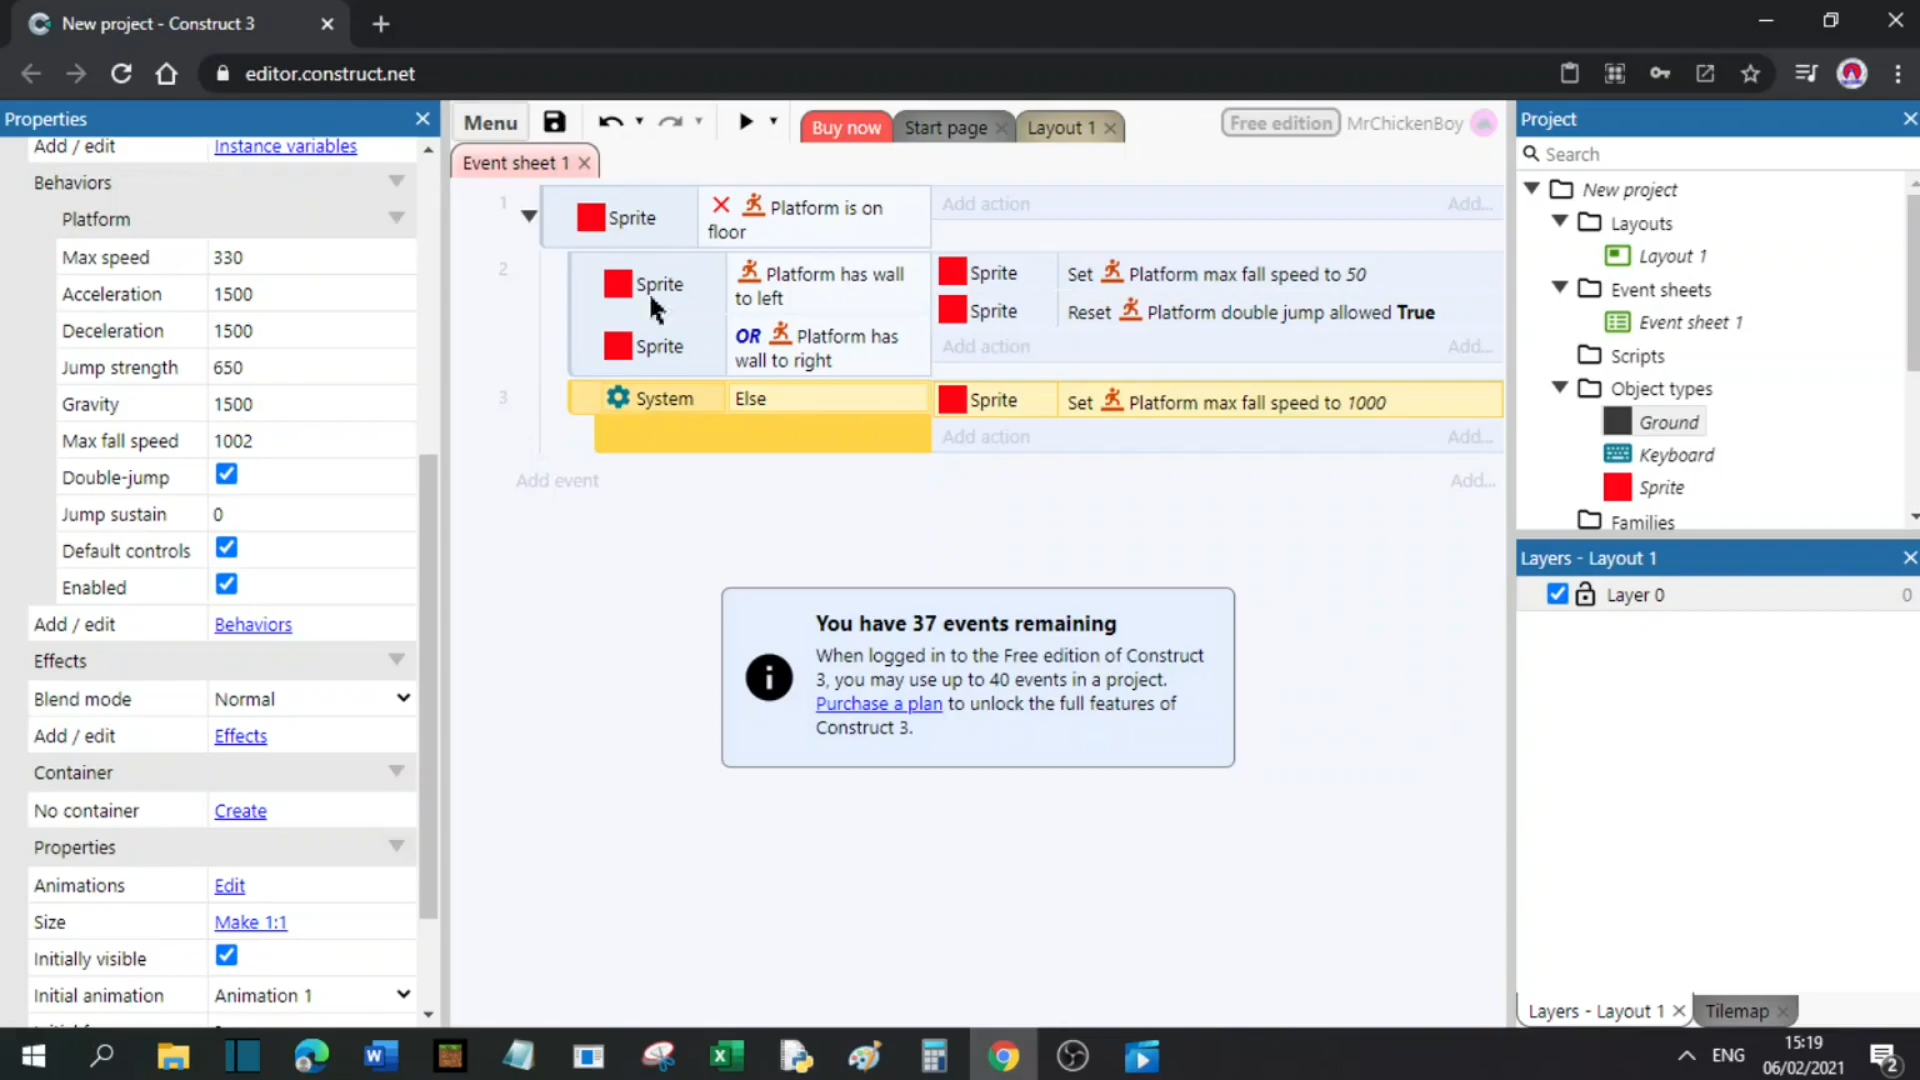 New project - Construct 3
editor.construct.net
Properties
Add / edit Instance variables
Behaviors
Platform
Max speed 330
Acceleration 1500
Deceleration 1500
Jump strength 650
Gravity 1500
Max fall speed 1002
Double-jump
Jump sustain 0
Default controls
Enabled
Add / edit Behaviors
Effects
Blend mode Normal
Add / edit Effects
Container
No container Create
Properties
Animations Edit
Size Make 1:1
Initially visible
Initial animation Animation 1
Menu
Buy now
Start page
Layout 1
Free edition
MrChickenBoy
Event sheet 1
1
Sprite
Platform is on
floor
Add action
Add...
2
Sprite
Platform has wall
to left
Sprite
OR Platform has
wall to right
Sprite
Set Platform max fall speed to 50
Sprite
Reset Platform double jump allowed True
Add action
Add...
3
System
Else
Sprite
Set Platform max fall speed to 1000
Add action
Add...
Add event
Add...
You have 37 events remaining
When logged in to the Free edition of Construct
3, you may use up to 40 events in a project.
Purchase a plan to unlock the full features of
Construct 3.
Project
Search
New project
Layouts
Layout 1
Event sheets
Event sheet 1
Scripts
Object types
Ground
Keyboard
Sprite
Families
Layers - Layout 1
Layer 0 0
Layers - Layout 1
Tilemap
ENG
15:19
06/02/2021
2